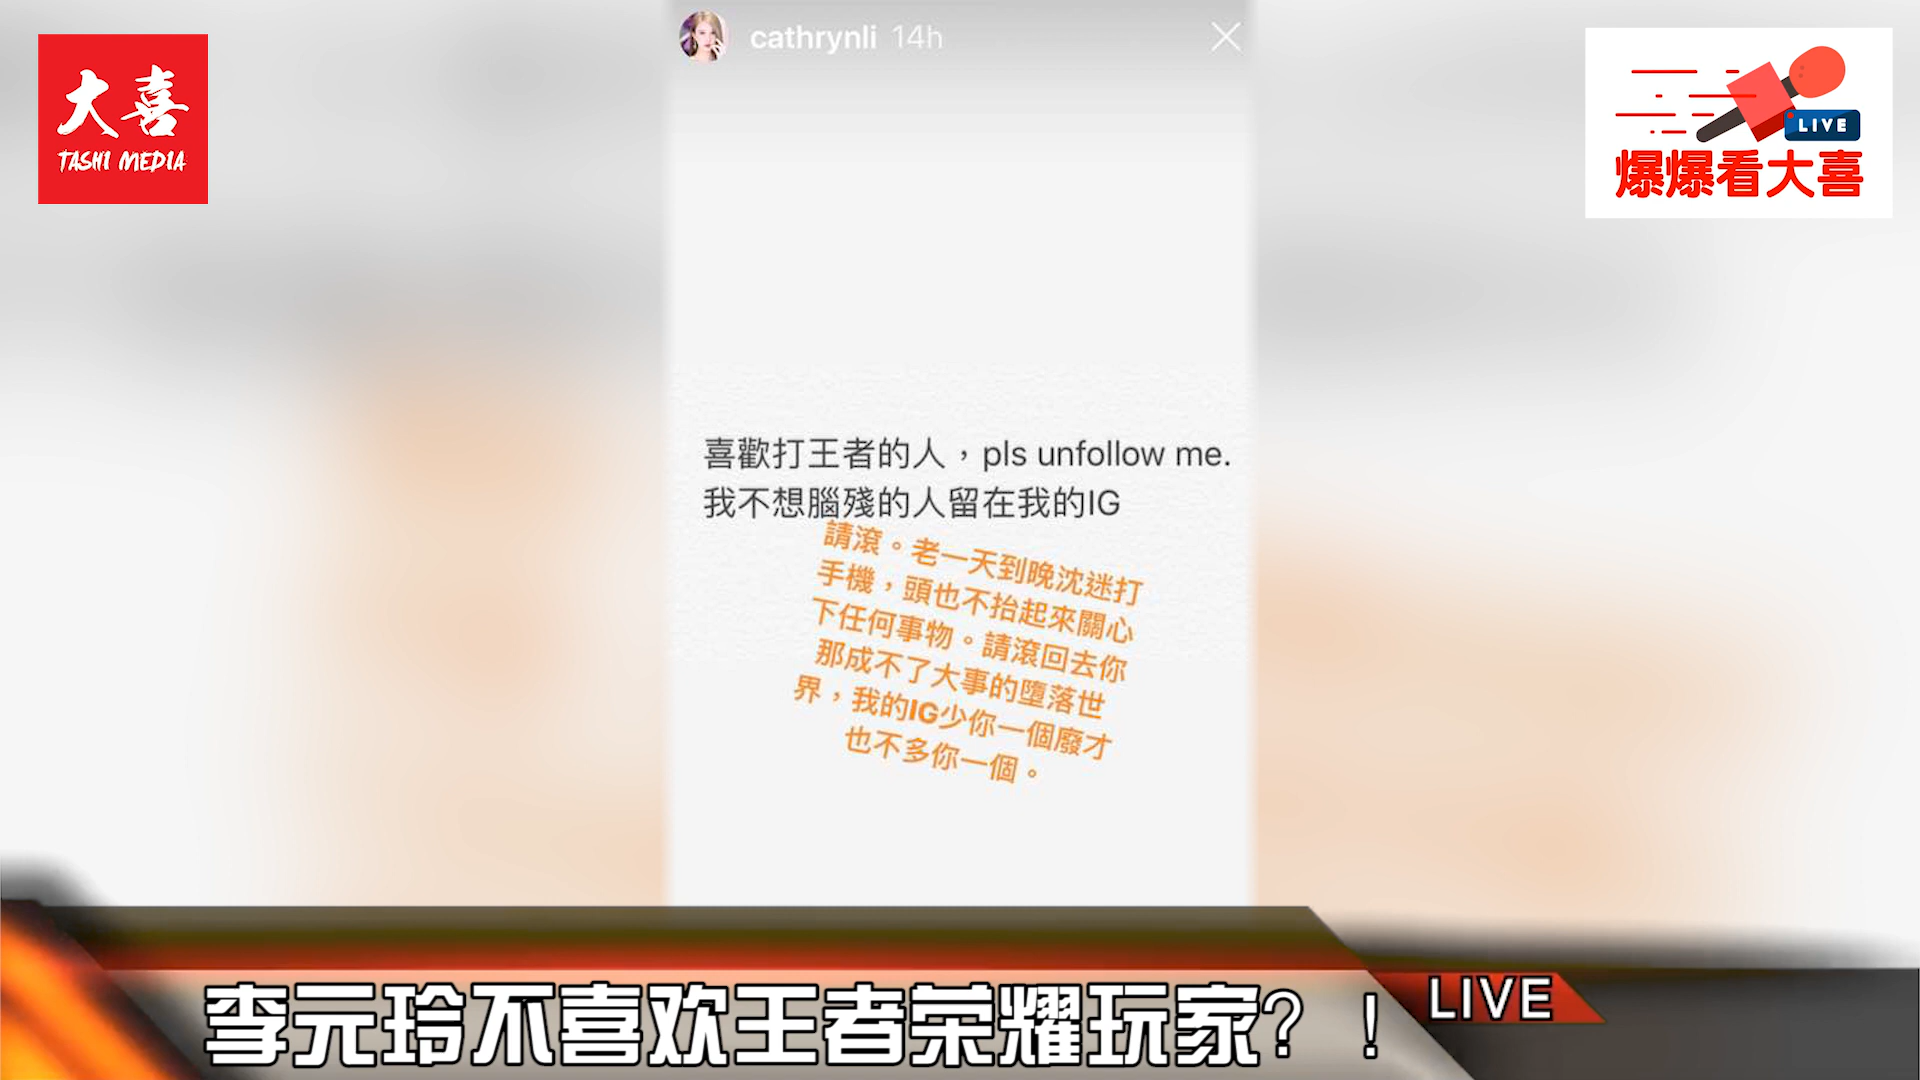 大喜
TASHI MEDIA
cathrynli 14h
LIVE
爆爆看大喜
喜歡打王者的人，pls unfollow me.
我不想腦殘的人留在我的IG
請滾。老一天到晚沈迷打
手機，頭也不抬起來關心
下任何事物。請滾回去你
那成不了大事的墮落世
界，我的IG少你一個廢才
也不多你一個。
李元玲不喜欢王者荣耀玩家？！
LIVE